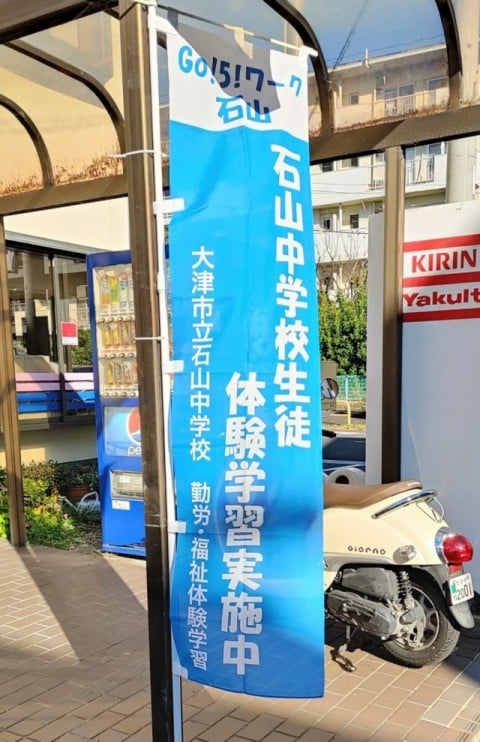 Go!5!ワーク
石山
石山中学校生徒
体験学習実施中
大津市立石山中学校 勤労・福祉体験学習
KIRIN
Yakult
GIORNO
2001